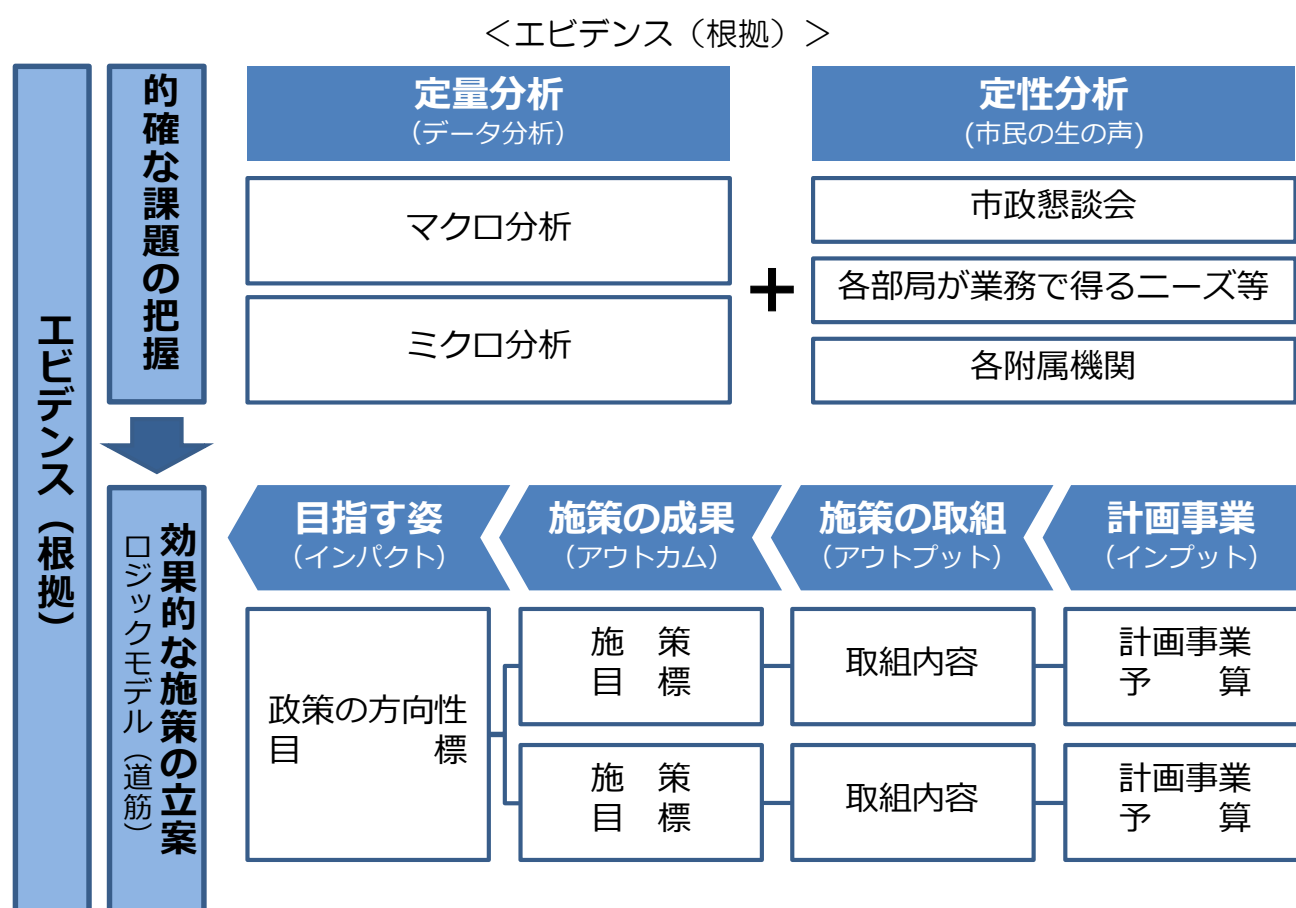 ＜エビデンス（根拠）＞
エビデンス（根拠）
的確な課題の把握
定量分析
（データ分析）
マクロ分析
ミクロ分析
＋
定性分析
(市民の生の声)
市政懇談会
各部局が業務で得るニーズ等
各附属機関
効果的な施策の立案
ロジックモデル（道筋）
目指す姿
（インパクト）
施策の成果
（アウトカム）
施策の取組
（アウトプット）
計画事業
（インプット）
政策の方向性
目　　　　標
施　策
目　標
取組内容
計画事業
予　　算
施　策
目　標
取組内容
計画事業
予　　算